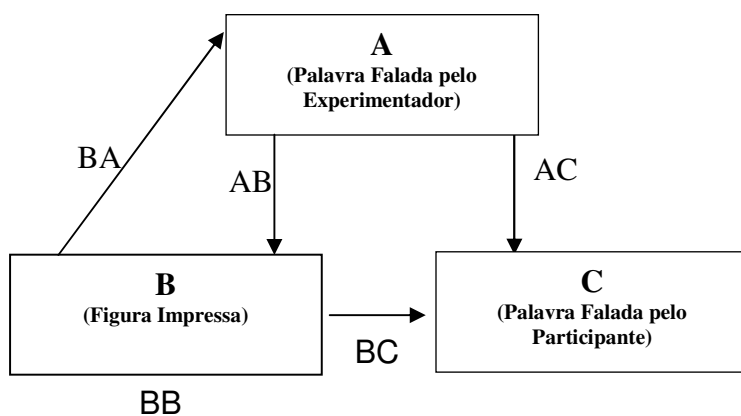 A
(Palavra Falada pelo
Experimentador)
BA
AB
AC
B
(Figura Impressa)
C
(Palavra Falada pelo
Participante)
BC
BB